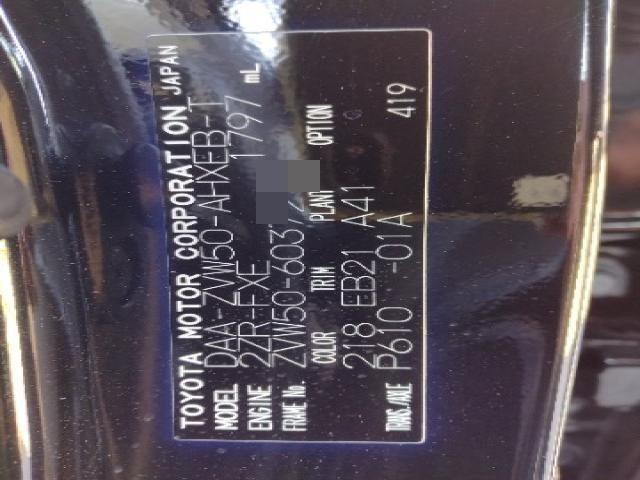 TOYOTA MOTOR CORPORATION JAPAN
MODEL DAA-ZVW50-AHXEB-T
ENGINE 2ZR-FXE 1797 mL
FRAME No. ZVW50-603
COLOR TRIM PLANT OPTION
218 EB21 A41
TRANS./AXLE P610 -01A 419